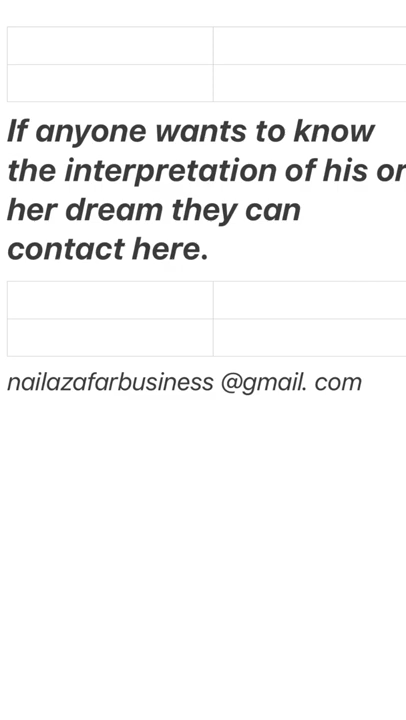 If anyone wants to know
the interpretation of his or
her dream they can
contact here.
nailazafarbusiness @gmail. com